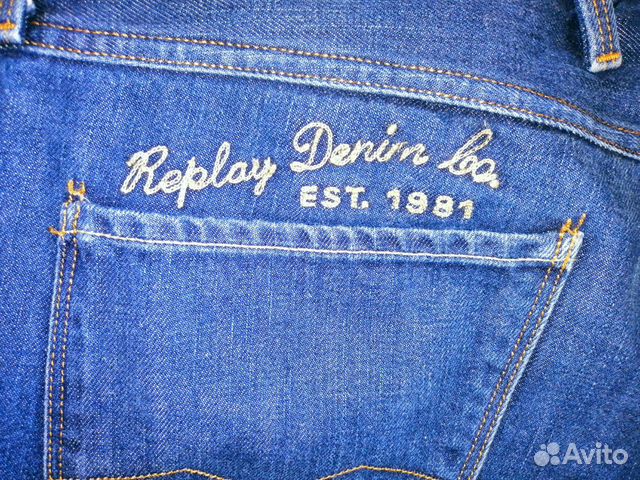 Replay Denim Co.
EST. 1981
Avito